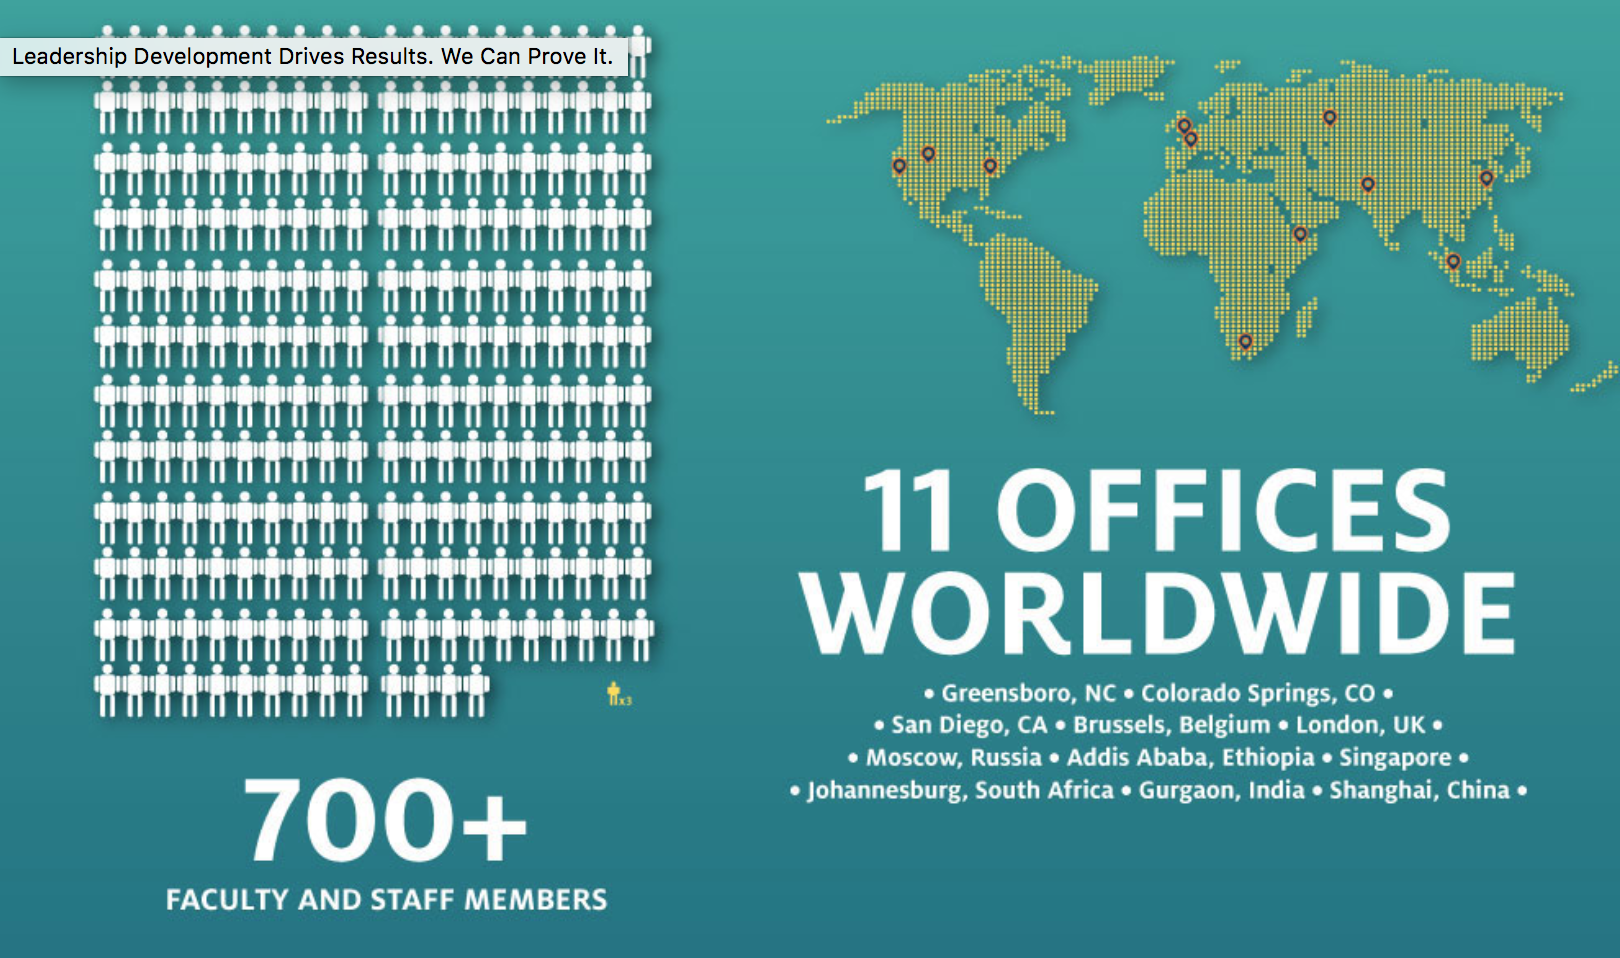 Leadership Development Drives Results. We Can Prove It.
x3
700+
FACULTY AND STAFF MEMBERS
11 OFFICES
WORLDWIDE
• Greensboro, NC • Colorado Springs, CO •
• San Diego, CA • Brussels, Belgium • London, UK •
• Moscow, Russia • Addis Ababa, Ethiopia • Singapore •
• Johannesburg, South Africa • Gurgaon, India • Shanghai, China •